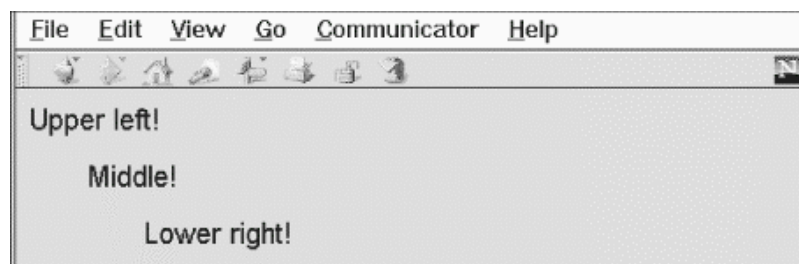 File Edit View Go Communicator Help
N
Upper left!
Middle!
Lower right!